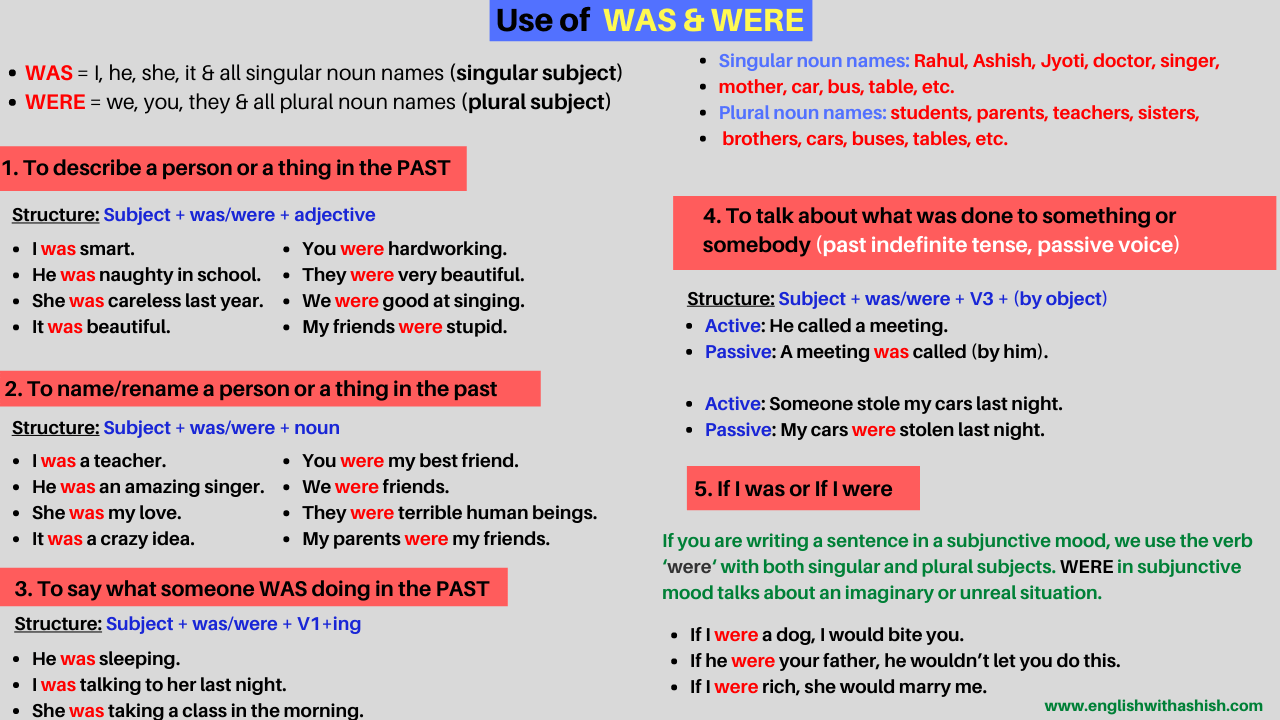 Use of WAS & WERE
• WAS = I, he, she, it & all singular noun names (singular subject)
• WERE = we, you, they & all plural noun names (plural subject)
1. To describe a person or a thing in the PAST
Structure: Subject + was/were + adjective
• I was smart.
• He was naughty in school.
• She was careless last year.
• It was beautiful.
• You were hardworking.
• They were very beautiful.
• We were good at singing.
• My friends were stupid.
2. To name/rename a person or a thing in the past
Structure: Subject + was/were + noun
• I was a teacher.
• He was an amazing singer.
• She was my love.
• It was a crazy idea.
• You were my best friend.
• We were friends.
• They were terrible human beings.
• My parents were my friends.
3. To say what someone WAS doing in the PAST
Structure: Subject + was/were + V1+ing
• He was sleeping.
• I was talking to her last night.
• She was taking a class in the morning.
• Singular noun names: Rahul, Ashish, Jyoti, doctor, singer,
• mother, car, bus, table, etc.
• Plural noun names: students, parents, teachers, sisters,
• brothers, cars, buses, tables, etc.
4. To talk about what was done to something or
somebody (past indefinite tense, passive voice)
Structure: Subject + was/were + V3 + (by object)
• Active: He called a meeting.
• Passive: A meeting was called (by him).
• Active: Someone stole my cars last night.
• Passive: My cars were stolen last night.
5. If I was or If I were
If you are writing a sentence in a subjunctive mood, we use the verb
‘were‘ with both singular and plural subjects. WERE in subjunctive
mood talks about an imaginary or unreal situation.
• If I were a dog, I would bite you.
• If he were your father, he wouldn’t let you do this.
• If I were rich, she would marry me.
www.englishwithashish.com